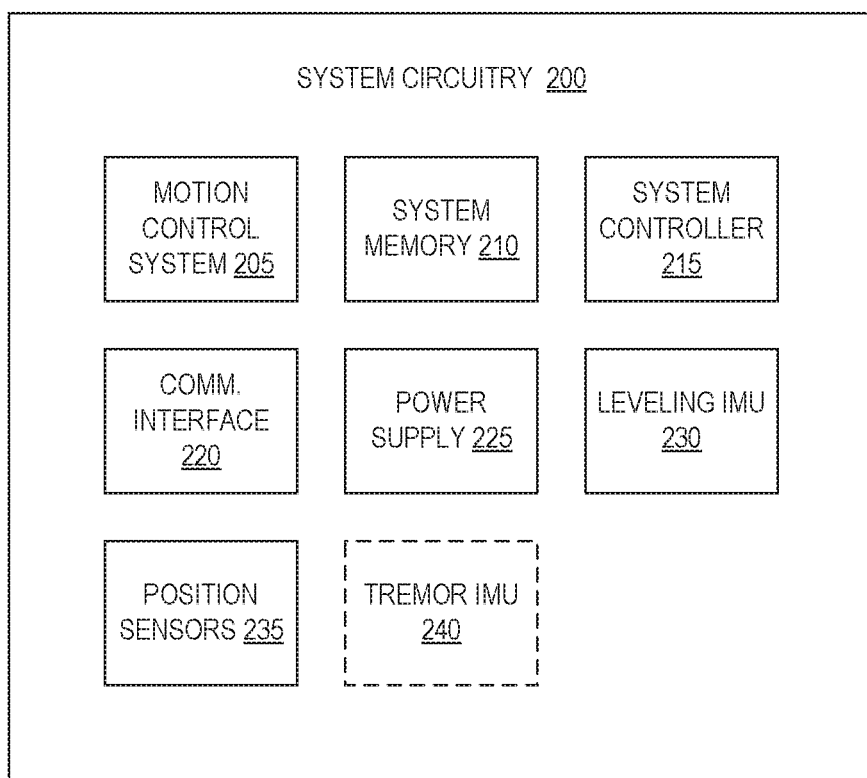 SYSTEM CIRCUITRY 200
MOTION
CONTROL
SYSTEM 205
SYSTEM
MEMORY 210
SYSTEM
CONTROLLER
215
COMM.
INTERFACE
220
POWER
SUPPLY 225
LEVELING IMU
230
POSITION
SENSORS 235
TREMOR IMU
240